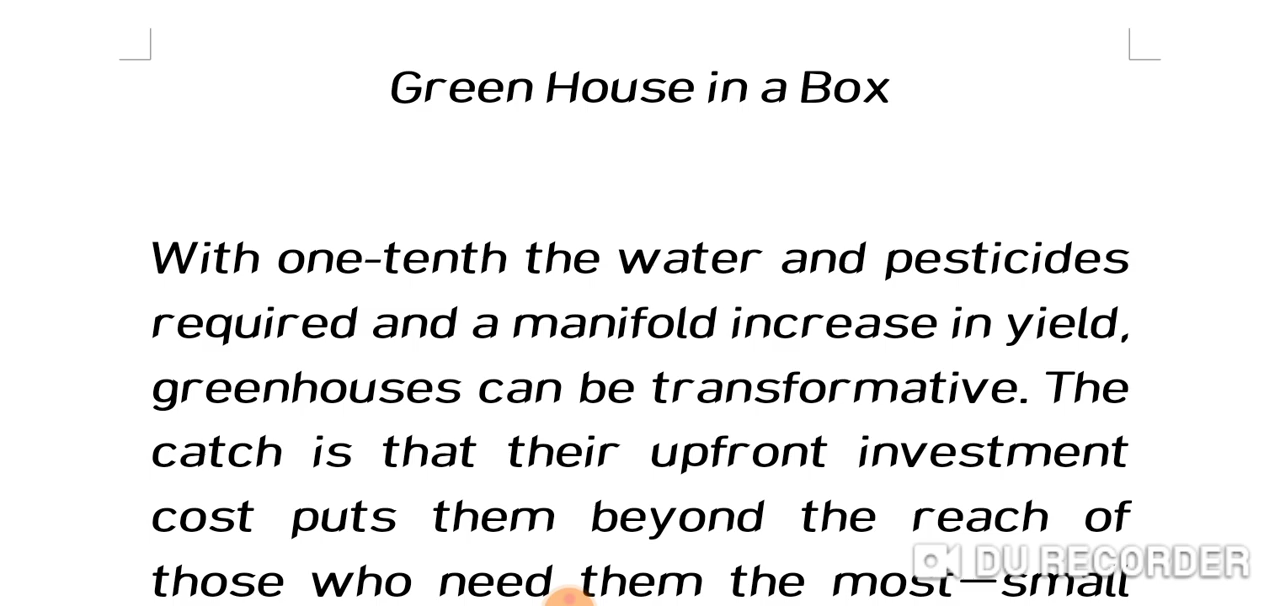 Green House in a Box
With one-tenth the water and pesticides
required and a manifold increase in yield,
greenhouses can be transformative. The
catch is that their upfront investment
cost puts them beyond the reach of
DU RECORDER
those who need them the most—small